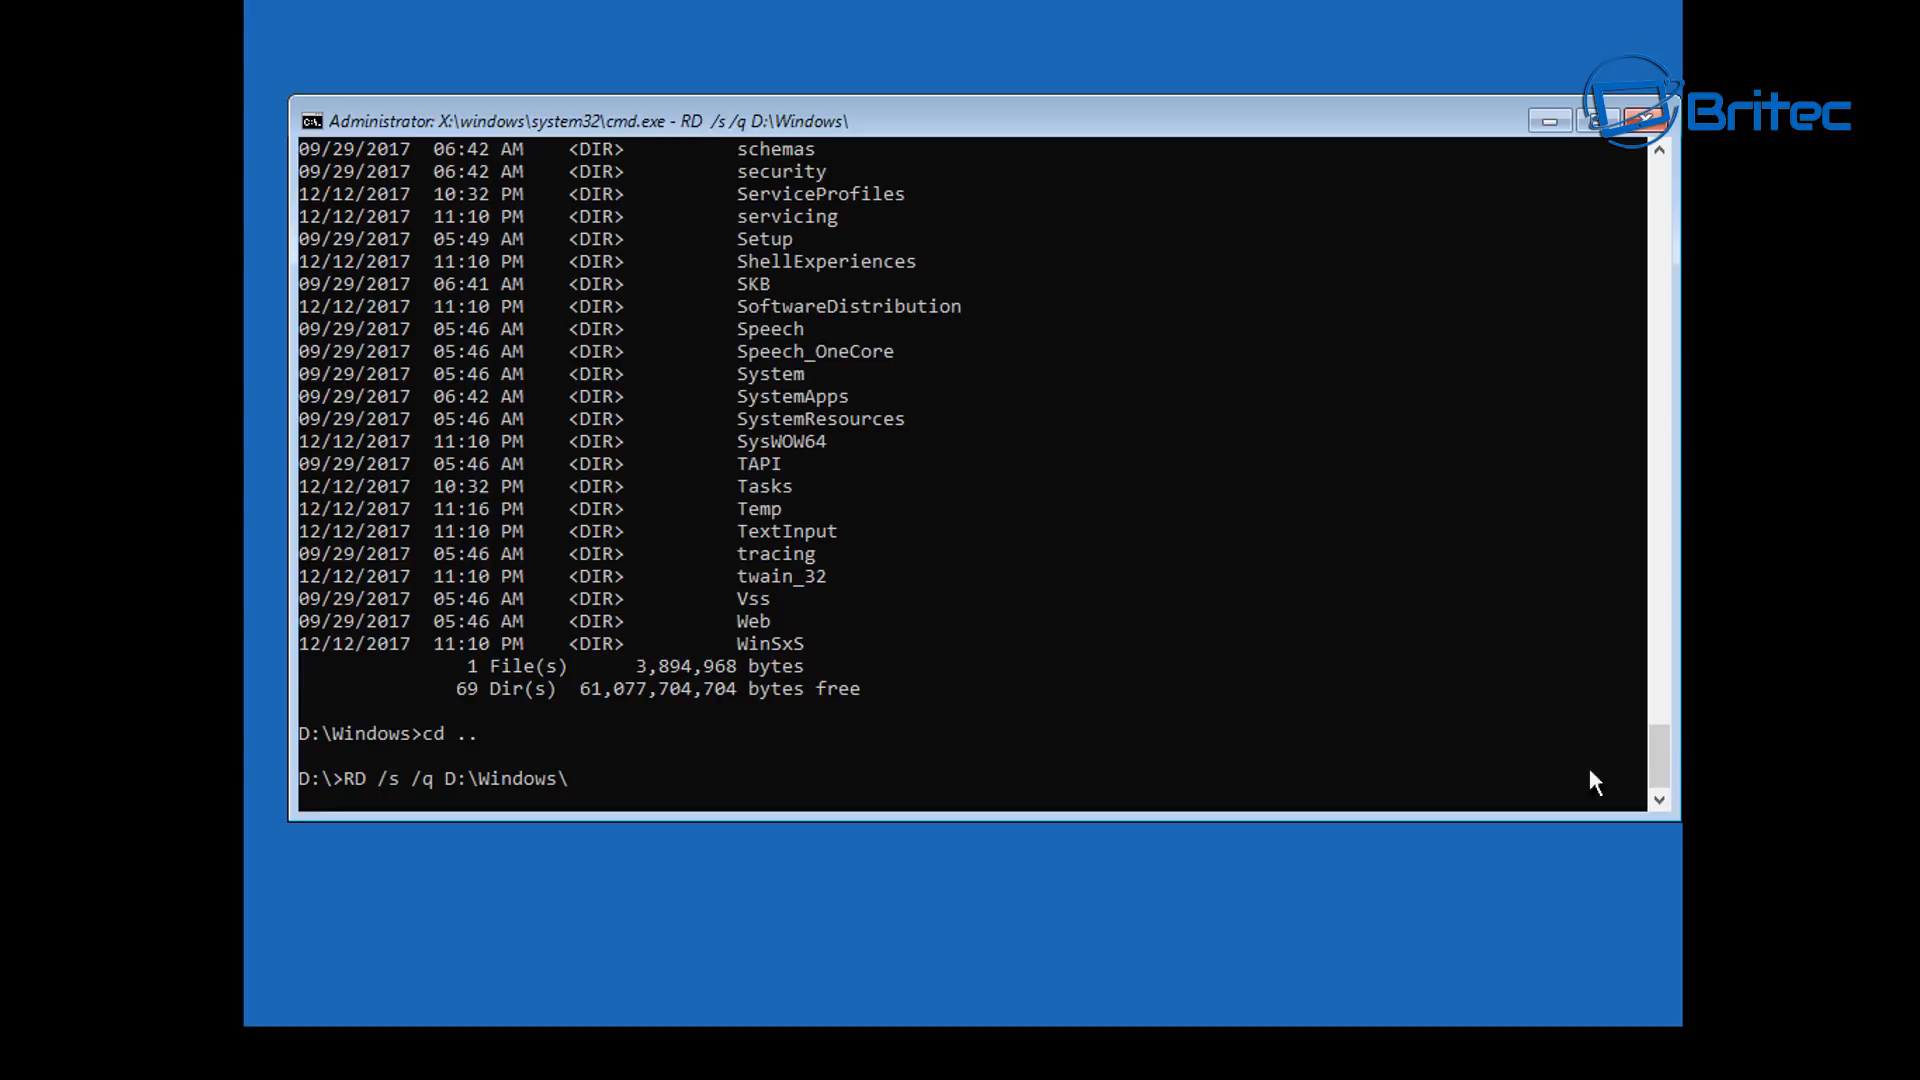 Britec
Administrator: X:\windows\system32\cmd.exe - RD /s /q D:\Windows\
09/29/2017  06:42 AM    <DIR>          schemas
09/29/2017  06:42 AM    <DIR>          security
12/12/2017  10:32 PM    <DIR>          ServiceProfiles
12/12/2017  11:10 PM    <DIR>          servicing
09/29/2017  05:49 AM    <DIR>          Setup
12/12/2017  11:10 PM    <DIR>          ShellExperiences
09/29/2017  06:41 AM    <DIR>          SKB
12/12/2017  11:10 PM    <DIR>          SoftwareDistribution
09/29/2017  05:46 AM    <DIR>          Speech
09/29/2017  05:46 AM    <DIR>          Speech_OneCore
09/29/2017  05:46 AM    <DIR>          System
09/29/2017  06:42 AM    <DIR>          SystemApps
09/29/2017  05:46 AM    <DIR>          SystemResources
12/12/2017  11:10 PM    <DIR>          SysWOW64
09/29/2017  05:46 AM    <DIR>          TAPI
12/12/2017  10:32 PM    <DIR>          Tasks
12/12/2017  11:16 PM    <DIR>          Temp
12/12/2017  11:10 PM    <DIR>          TextInput
09/29/2017  05:46 AM    <DIR>          tracing
12/12/2017  11:10 PM    <DIR>          twain_32
09/29/2017  05:46 AM    <DIR>          Vss
09/29/2017  05:46 AM    <DIR>          Web
12/12/2017  11:10 PM    <DIR>          WinSxS
1 File(s)      3,894,968 bytes
69 Dir(s)  61,077,704,704 bytes free
D:\Windows>cd ..
D:\>RD /s /q D:\Windows\